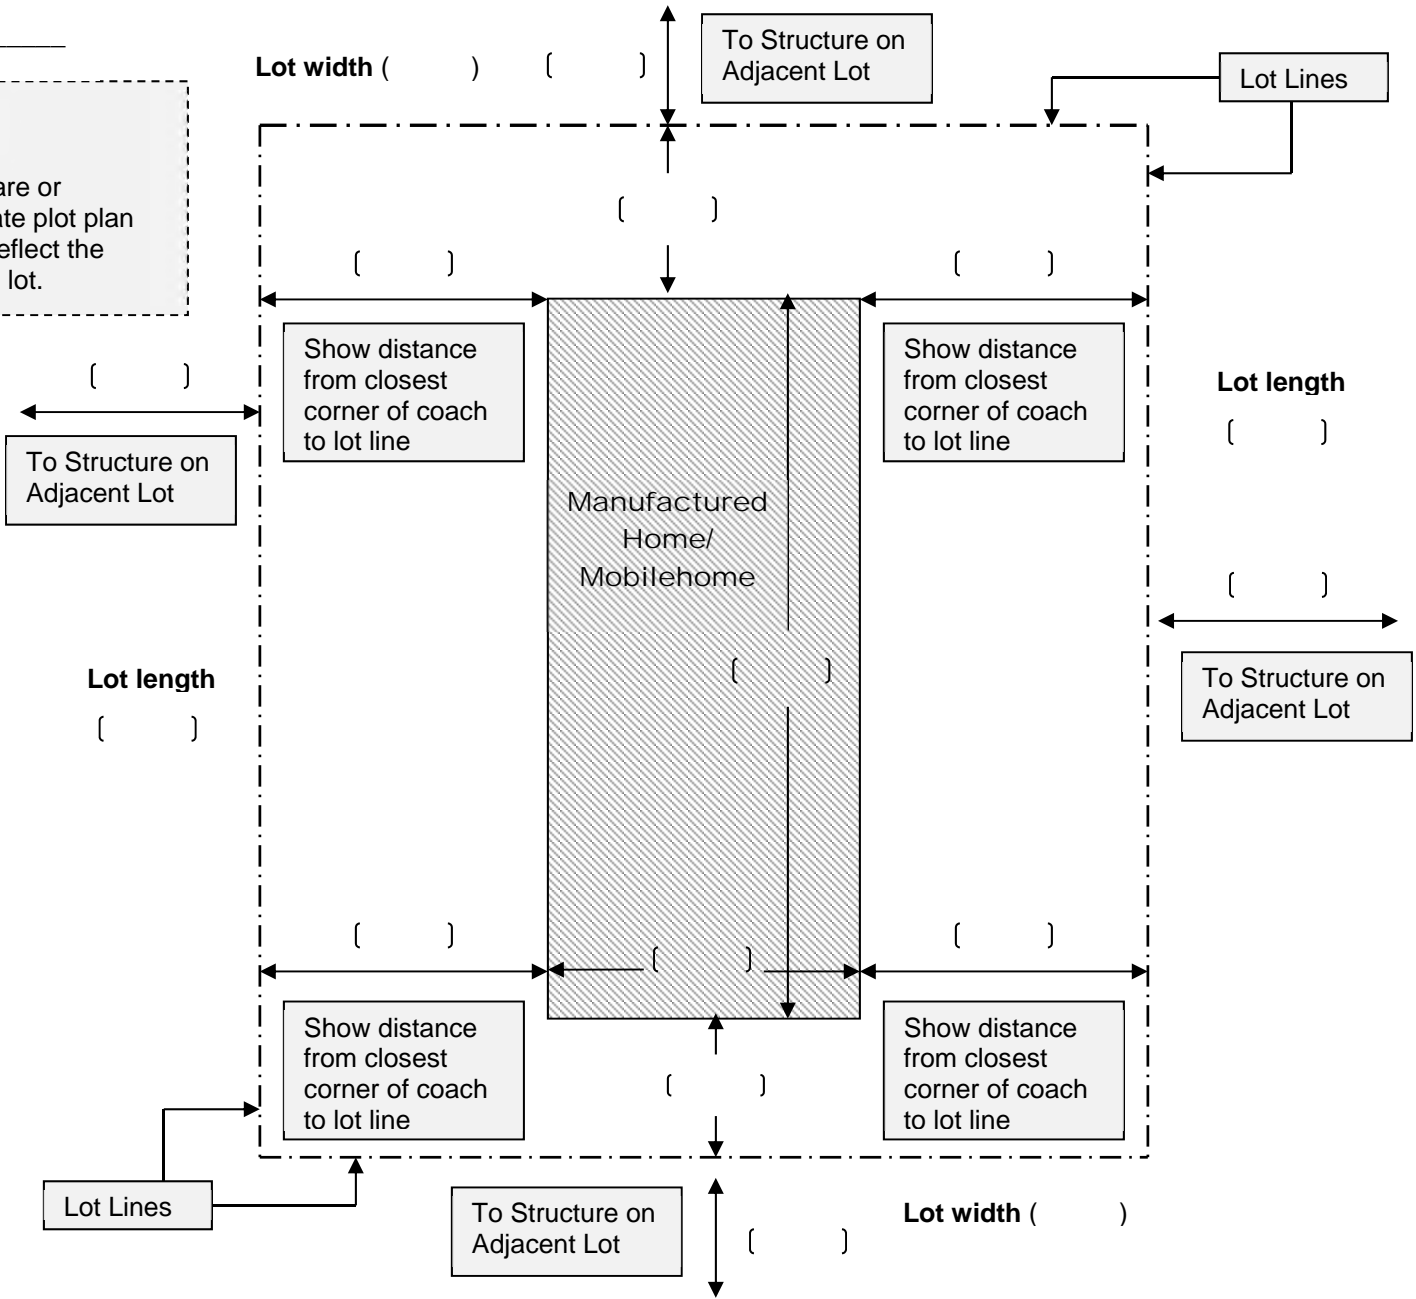 To Structure on
Adjacent Lot
Lot width (          )
(          )
Lot Lines
are or
ate plot plan
eflect the
lot.
(          )
(          )
(          )
Show distance
from closest
corner of coach
to lot line
Show distance
from closest
corner of coach
to lot line
(          )
Lot length
(          )
To Structure on
Adjacent Lot
Manufactured
Home/
Mobilehome
(          )
To Structure on
Adjacent Lot
Lot length
(          )
(          )
(          )
(          )
(          )
Show distance
from closest
corner of coach
to lot line
Show distance
from closest
corner of coach
to lot line
(          )
Lot Lines
To Structure on
Adjacent Lot
(          )
Lot width (          )